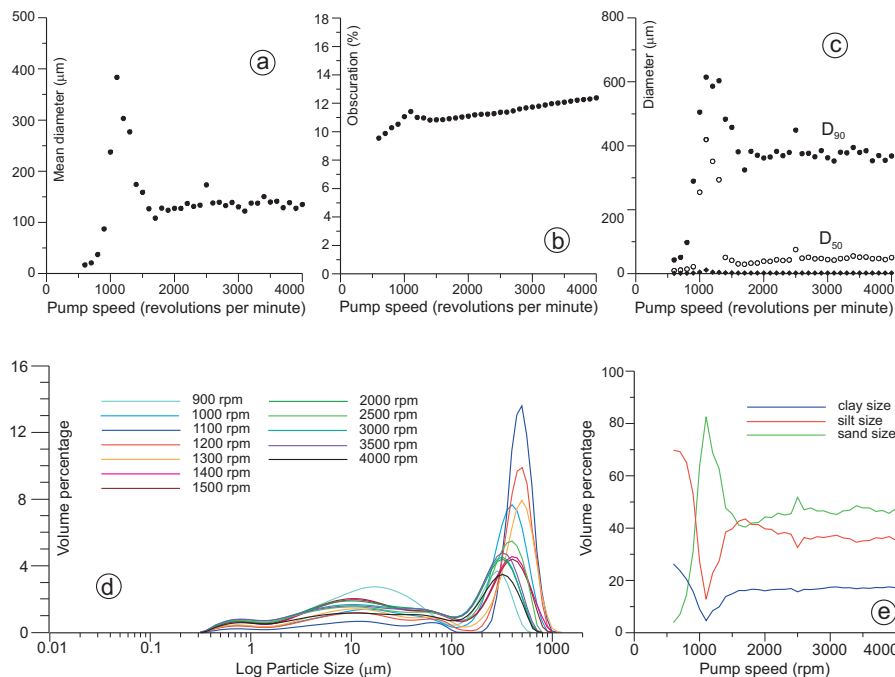 500
400
300
200
100
0
Mean diameter (µm)
a
0 1000 2000 3000 4000
Pump speed (revolutions per minute)
20
18
16
14
12
10
8
6
4
2
0
Obscuration (%)
b
0 1000 2000 3000 4000
Pump speed (revolutions per minute)
800
600
400
200
0
Diameter (µm)
c
D90
D50
0 1000 2000 3000 4000
Pump speed (revolutions per minute)
16
12
8
4
0
Volume percentage
900 rpm
1000 rpm
1100 rpm
1200 rpm
1300 rpm
1400 rpm
1500 rpm
2000 rpm
2500 rpm
3000 rpm
3500 rpm
4000 rpm
d
0.01 0.1 1 10 100 1000
Log Particle Size (µm)
100
80
60
40
20
0
Volume percentage
clay size
silt size
sand size
e
0 1000 2000 3000 4000
Pump speed (rpm)